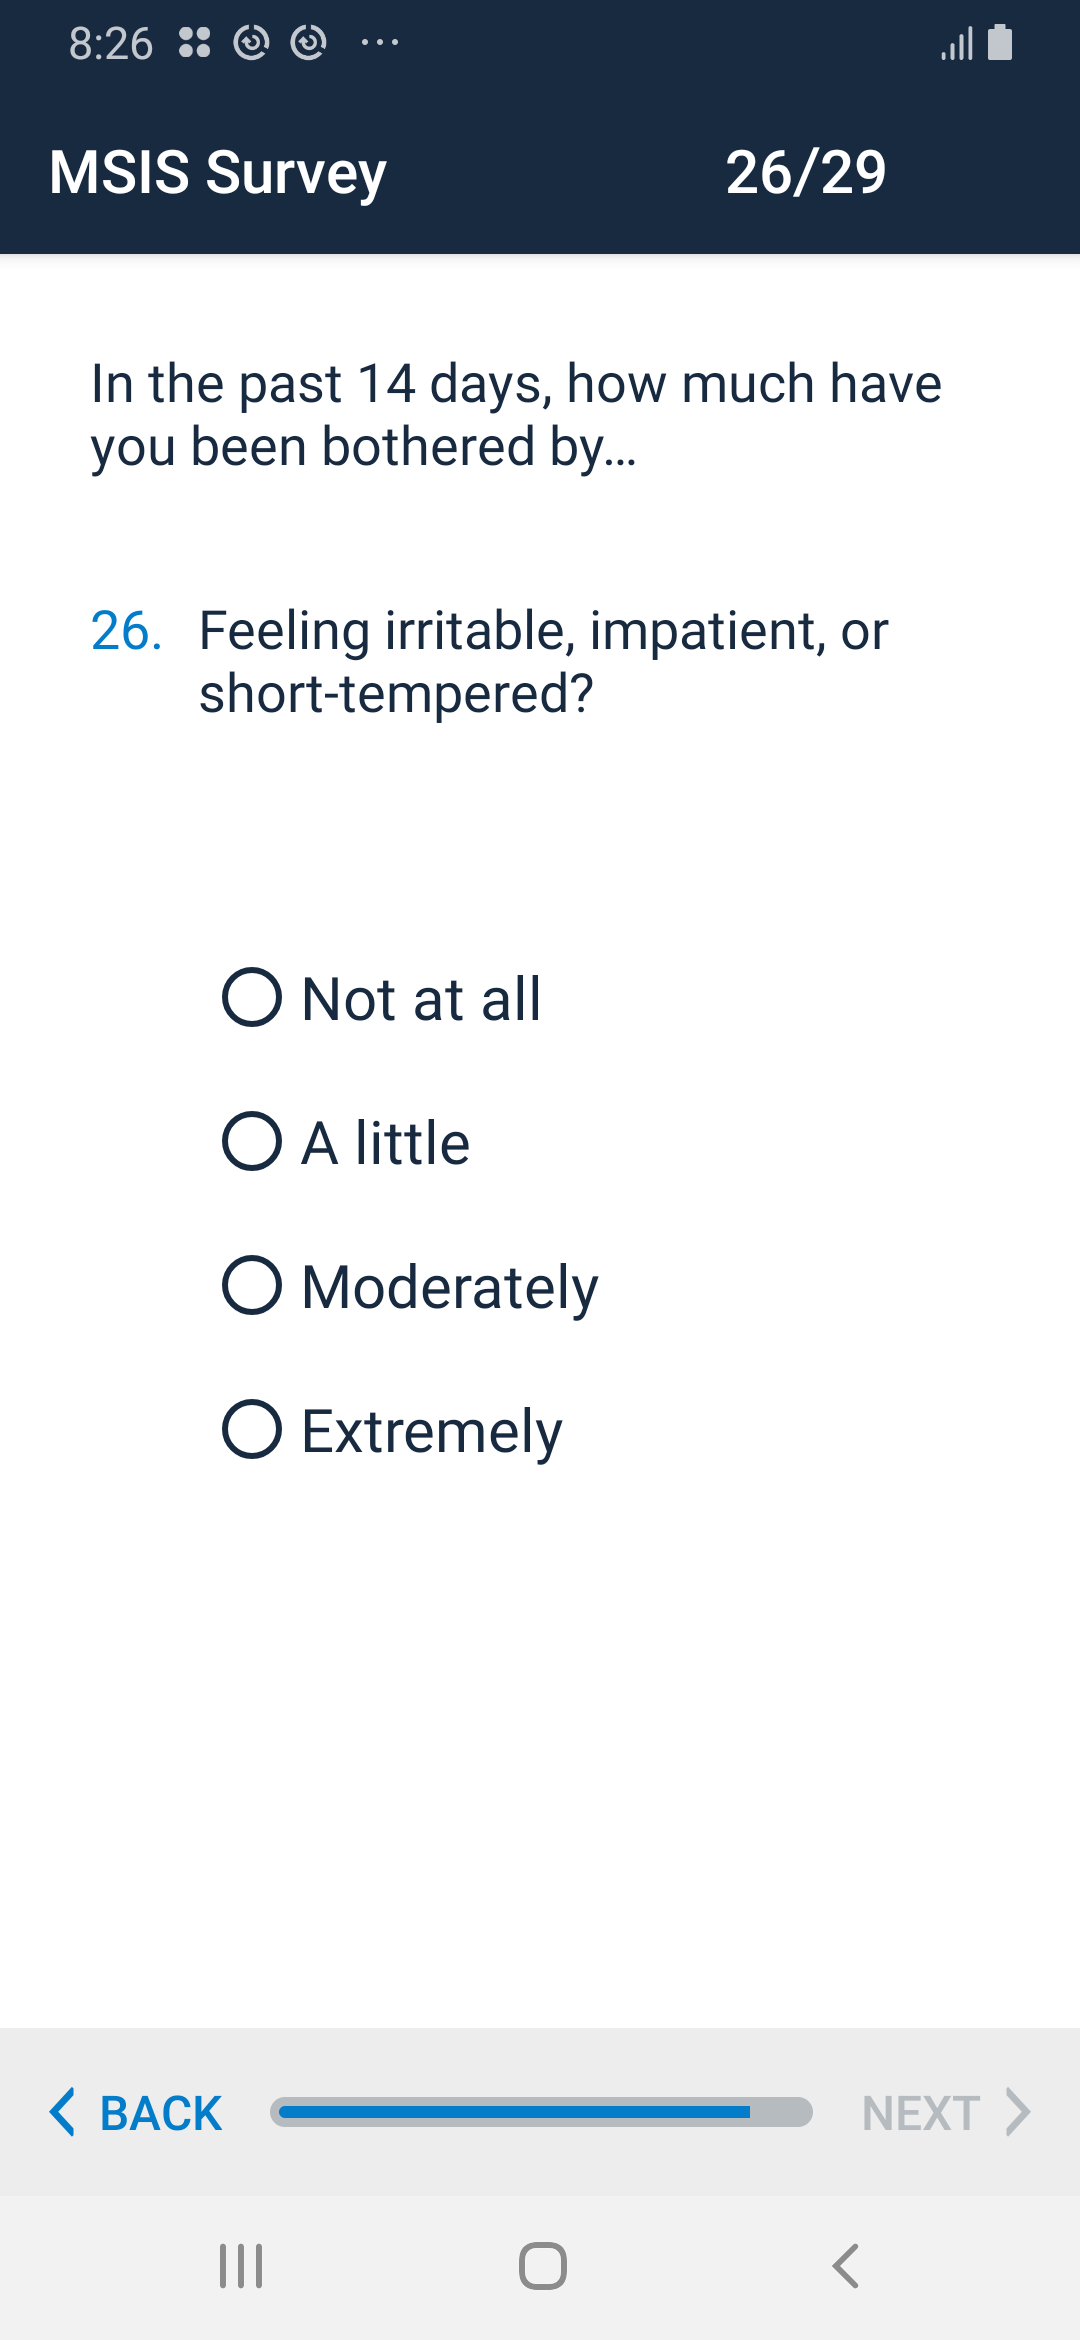 8:26
MSIS Survey 26/29
In the past 14 days, how much have
you been bothered by...
26. Feeling irritable, impatient, or
short-tempered?
Not at all
A little
Moderately
Extremely
BACK NEXT